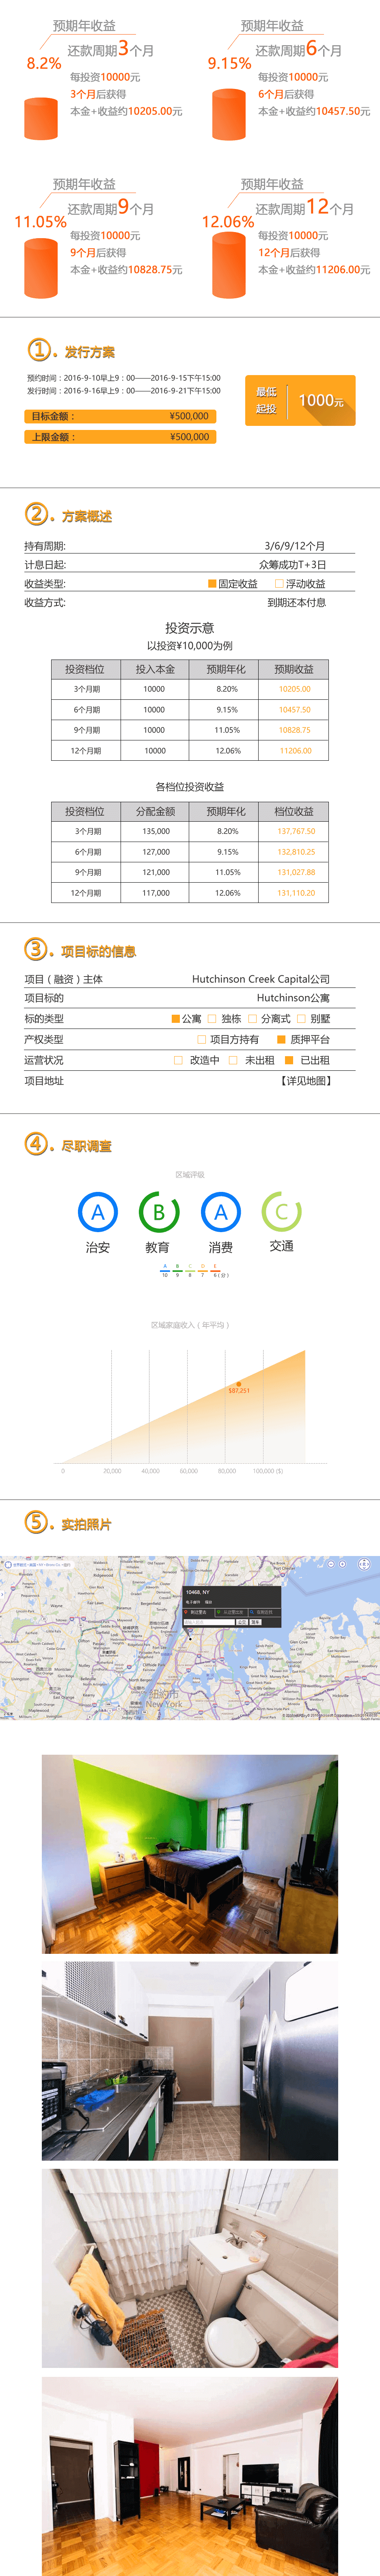 预期年收益
还款周期3个月
8.2%
每投资10000元
3个月后获得
本金+收益约10205.00元
预期年收益
还款周期6个月
9.15%
每投资10000元
6个月后获得
本金+收益约10457.50元
预期年收益
还款周期9个月
11.05%
每投资10000元
9个月后获得
本金+收益约10828.75元
预期年收益
还款周期12个月
12.06%
每投资10000元
12个月后获得
本金+收益约11206.00元
①. 发行方案
预约时间：2016-9-10早上9：00——2016-9-15下午15:00
发行时间：2016-9-16早上9：00——2016-9-21下午15:00
目标金额： ¥500,000
上限金额： ¥500,000
最低起投 1000元
②. 方案概述
持有周期: 3/6/9/12个月
计息日起: 众筹成功T+3日
收益类型: 固定收益 浮动收益
收益方式: 到期还本付息
投资示意
以投资¥10,000为例
投资档位 投入本金 预期年化 预期收益
3个月期 10000 8.20% 10205.00
6个月期 10000 9.15% 10457.50
9个月期 10000 11.05% 10828.75
12个月期 10000 12.06% 11206.00
各档位投资收益
投资档位 分配金额 预期年化 档位收益
3个月期 135,000 8.20% 137,767.50
6个月期 127,000 9.15% 132,810.25
9个月期 121,000 11.05% 131,027.88
12个月期 117,000 12.06% 131,110.20
③. 项目标的信息
项目（融资）主体 Hutchinson Creek Capital公司
项目标的 Hutchinson公寓
标的类型 公寓 独栋 分离式 别墅
产权类型 项目方持有 质押平台
运营状况 改造中 未出租 已出租
项目地址 【详见地图】
④. 尽职调查
区域评级
A B A C
治安 教育 消费 交通
A B C D E
10 9 8 7 6 (分)
区域家庭收入（年平均）
$87,251
0 20,000 40,000 60,000 80,000 100,000 ($)
⑤. 实拍照片
10468, NY
纽约市
New York